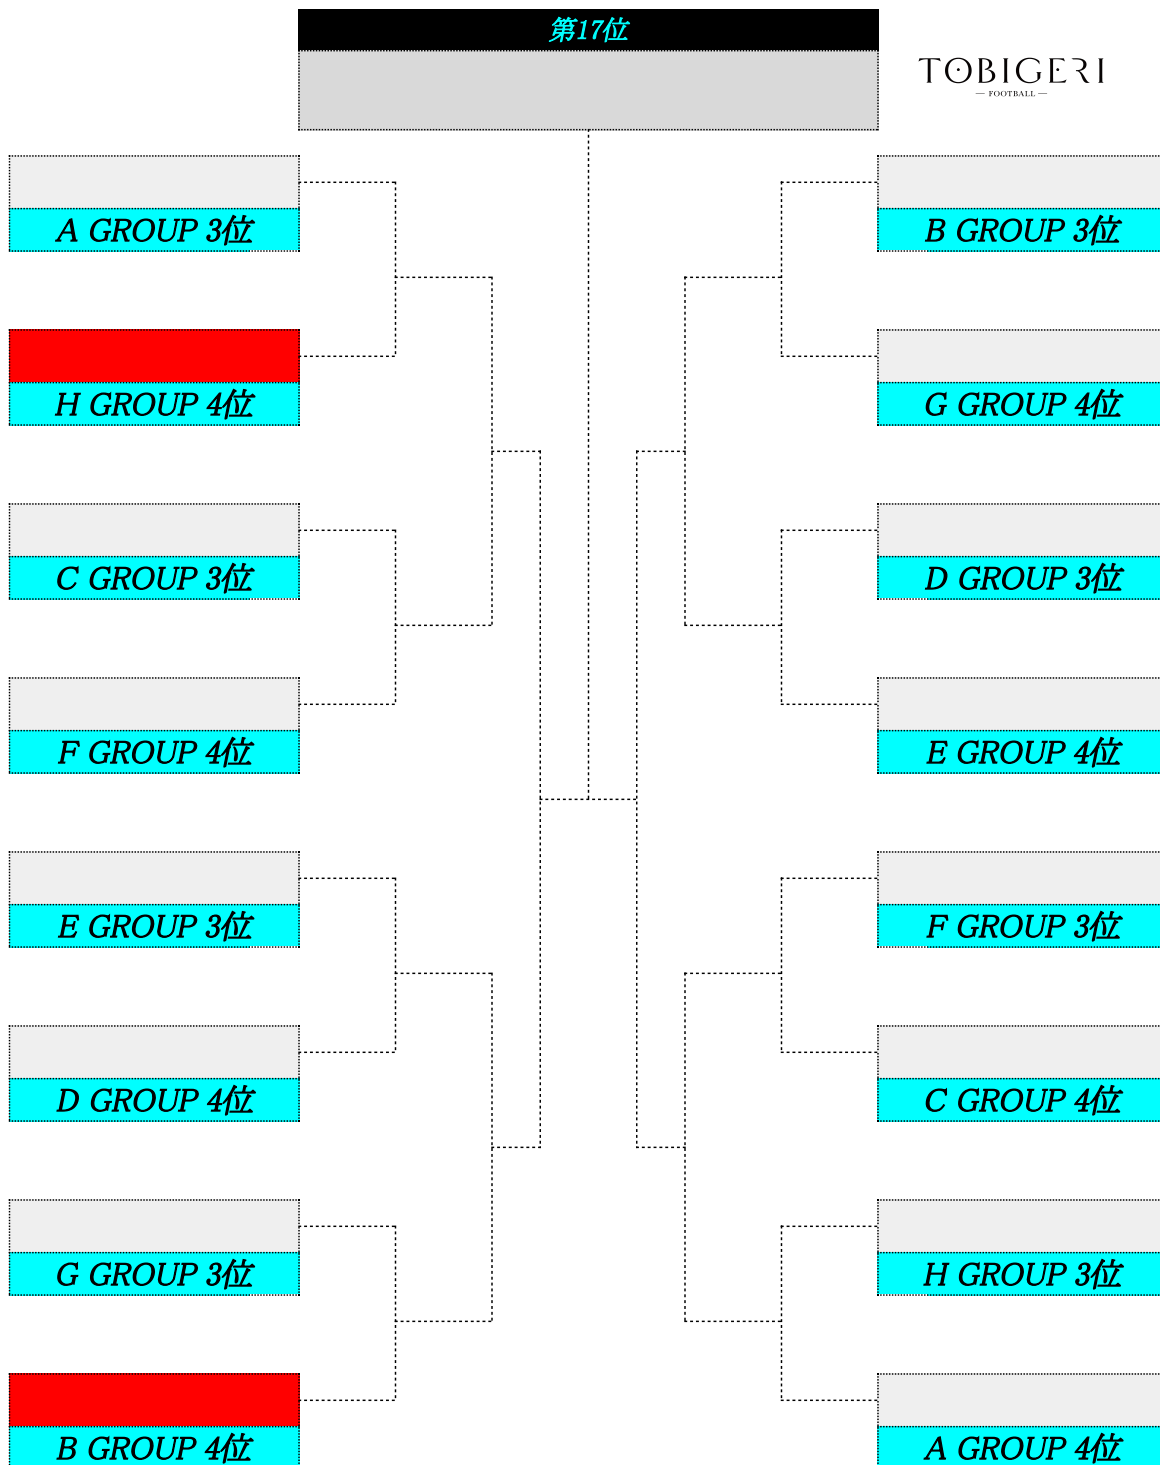 第17位
TOBIGERI
— FOOTBALL —
A GROUP 3位
B GROUP 3位
H GROUP 4位
G GROUP 4位
C GROUP 3位
D GROUP 3位
F GROUP 4位
E GROUP 4位
E GROUP 3位
F GROUP 3位
D GROUP 4位
C GROUP 4位
G GROUP 3位
H GROUP 3位
B GROUP 4位
A GROUP 4位